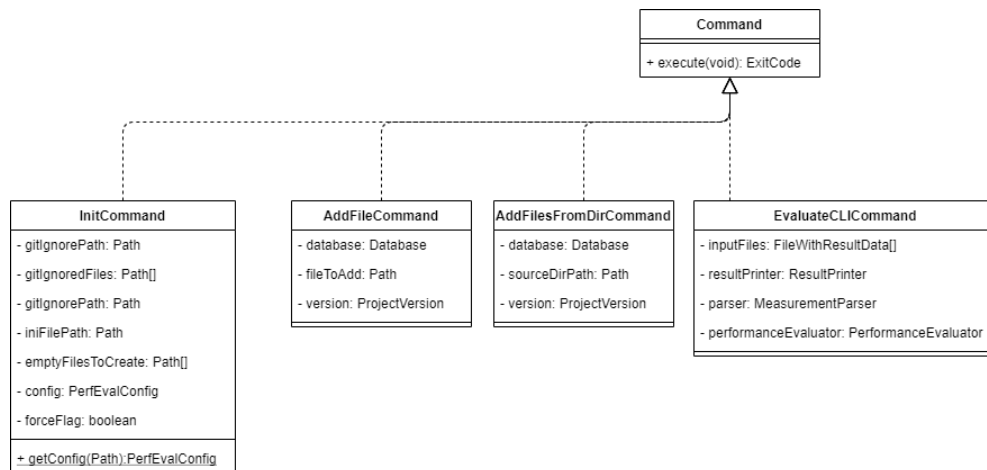 Command
+ execute(void): ExitCode
InitCommand
- gitIgnorePath: Path
- gitIgnoredFiles: Path[]
- gitIgnorePath: Path
- iniFilePath: Path
- emptyFilesToCreate: Path[]
- config: PerfEvalConfig
- forceFlag: boolean
+ getConfig(Path):PerfEvalConfig
AddFileCommand
- database: Database
- fileToAdd: Path
- version: ProjectVersion
AddFilesFromDirCommand
- database: Database
- sourceDirPath: Path
- version: ProjectVersion
EvaluateCLICommand
- inputFiles: FileWithResultData[]
- resultPrinter: ResultPrinter
- parser: MeasurementParser
- performanceEvaluator: PerformanceEvaluator